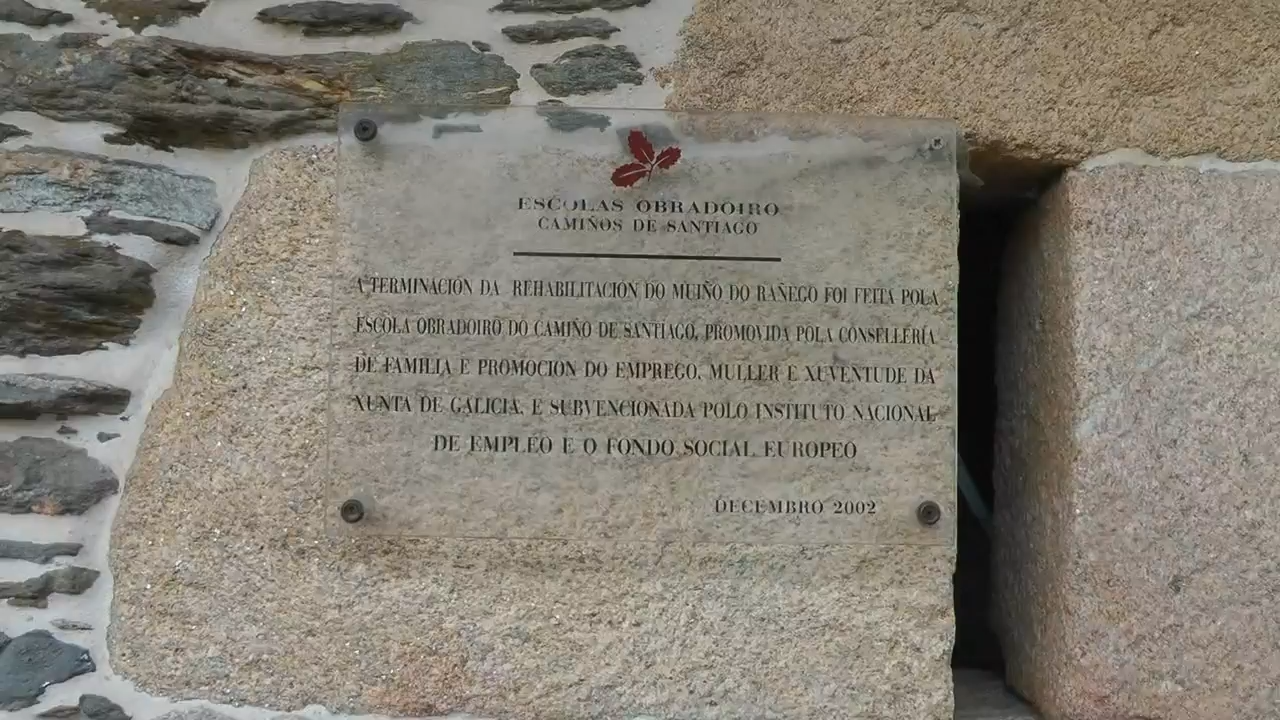 ESCOLAS OBRADOIRO
CAMIÑOS DE SANTIAGO
A TERMINACIÓN DA REHABILITACIÓN DO MUIÑO DO RAÑEGO FOI FEITA POLA
ESCOLA OBRADOIRO DO CAMIÑO DE SANTIAGO, PROMOVIDA POLA CONSELLERÍA
DE FAMILIA E PROMOCION DO EMPREGO, MULLER E XUVENTUDE DA
XUNTA DE GALICIA, E SUBVENCIONADA POLO INSTITUTO NACIONAL
DE EMPLEO E O FONDO SOCIAL EUROPEO
DECEMBRO 2002